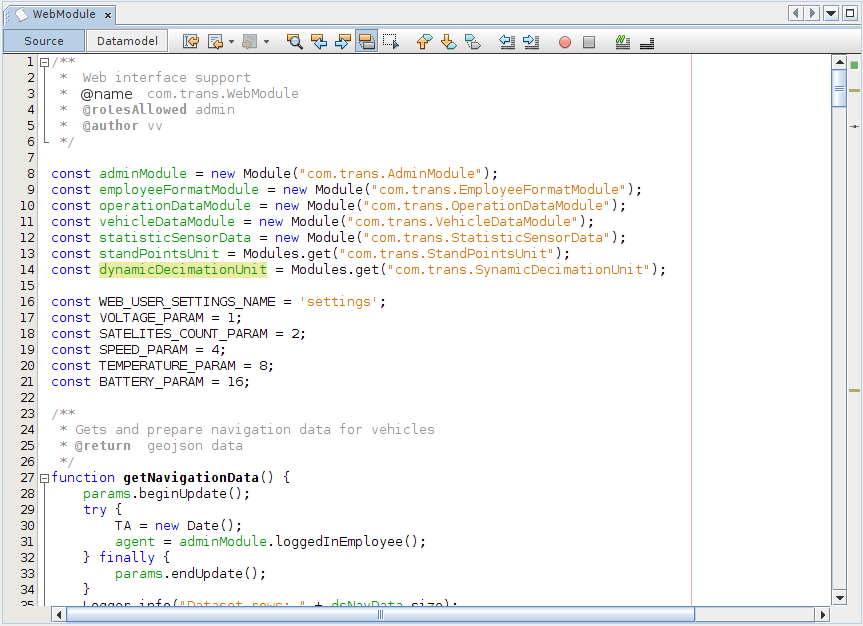 WebModule
Source Datamodel
1 /**
2 * Web interface support
3 * @name com.trans.WebModule
4 * @rolesAllowed admin
5 * @author vv
6 */
7
8 const adminModule = new Module("com.trans.AdminModule");
9 const employeeFormatModule = new Module("com.trans.EmployeeFormatModule");
10 const operationDataModule = new Module("com.trans.OperationDataModule");
11 const vehicleDataModule = new Module("com.trans.VehicleDataModule");
12 const statisticSensorData = new Module("com.trans.StatisticSensorData");
13 const standPointsUnit = Modules.get("com.trans.StandPointsUnit");
14 const dynamicDecimationUnit = Modules.get("com.trans.SynamicDecimationUnit");
15
16 const WEB_USER_SETTINGS_NAME = 'settings';
17 const VOLTAGE_PARAM = 1;
18 const SATELITES_COUNT_PARAM = 2;
19 const SPEED_PARAM = 4;
20 const TEMPERATURE_PARAM = 8;
21 const BATTERY_PARAM = 16;
22
23 /**
24 * Gets and prepare navigation data for vehicles
25 * @return geojson data
26 */
27 function getNavigationData() {
28 params.beginUpdate();
29 try {
30 TA = new Date();
31 agent = adminModule.loggedInEmployee();
32 } finally {
33 params.endUpdate();
34 }
35 Logger.info("Dataset rows: " + dsNavData.size);